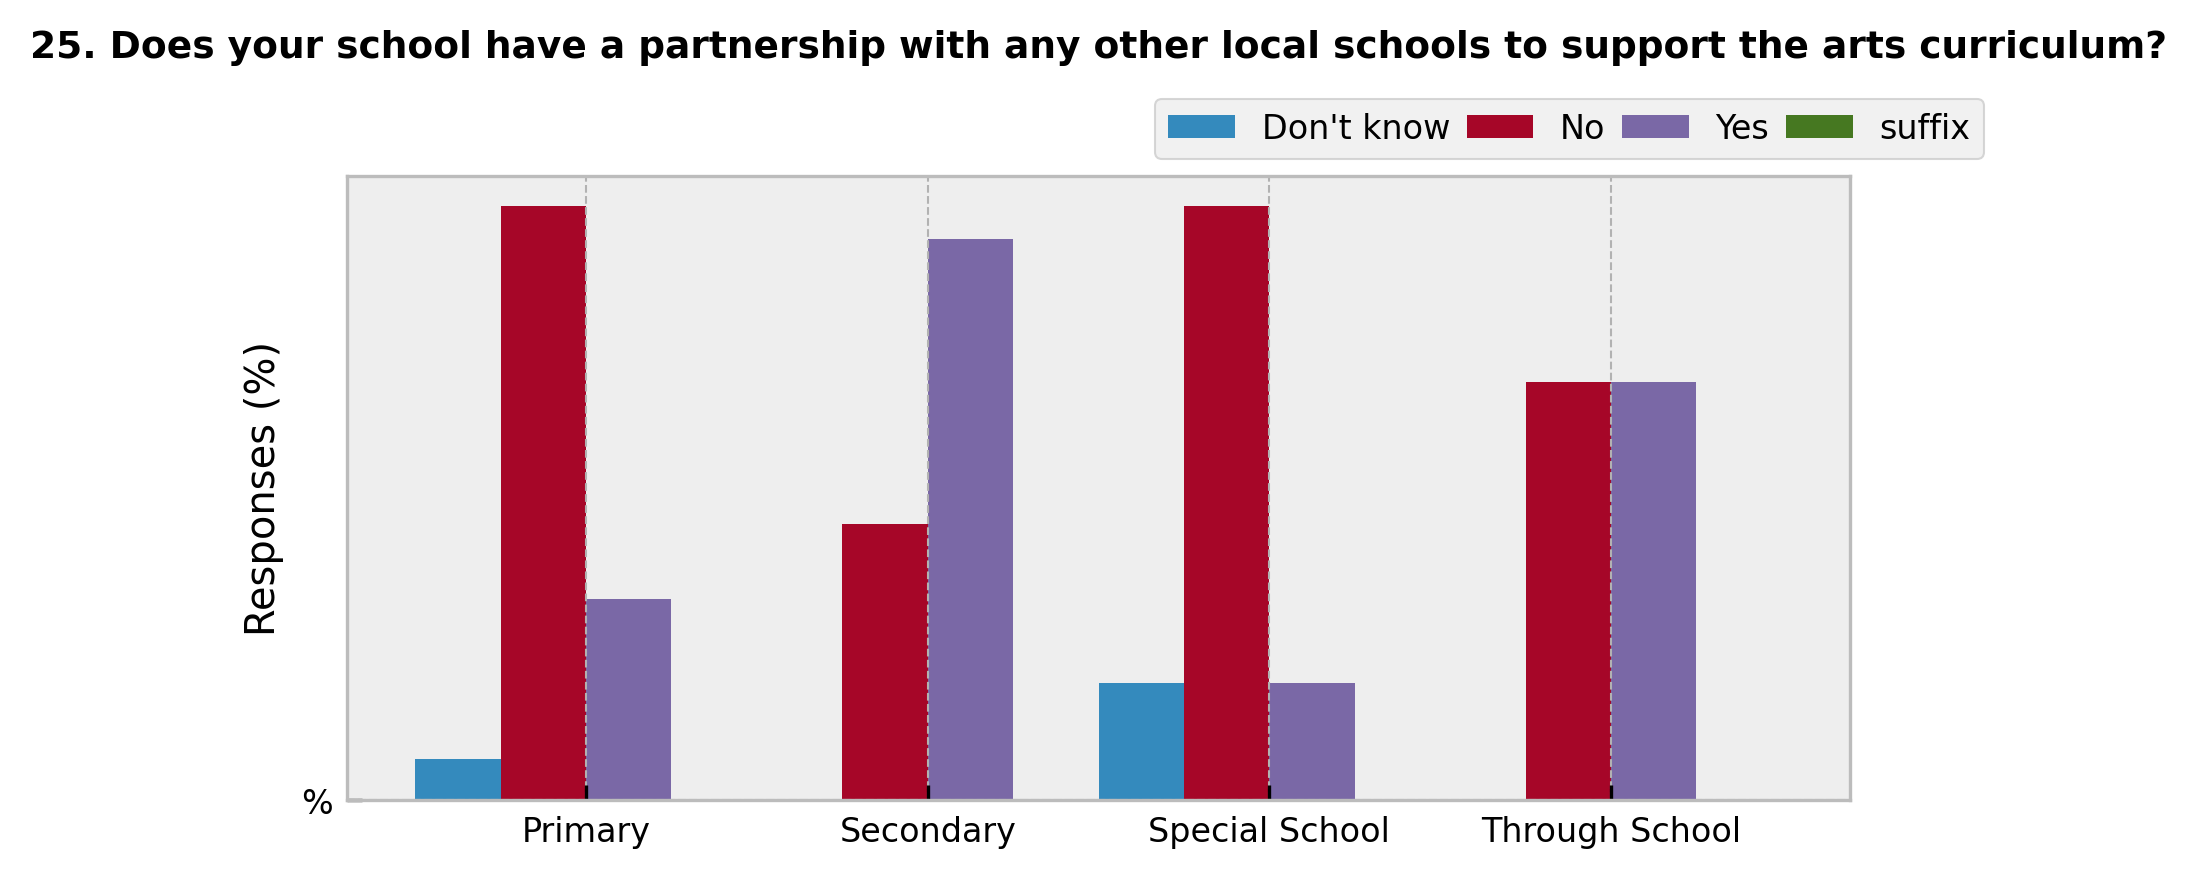 25. Does your school have a partnership with any other local schools to support the arts curriculum?
Don't know No Yes suffix
Responses (%)
%
Primary Secondary Special School Through School